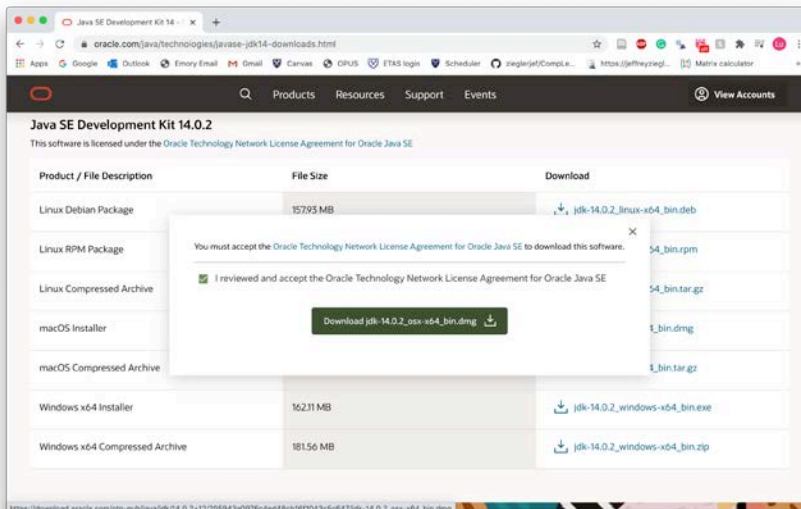 Java SE Development Kit 14 -
oracle.com/java/technologies/javase-jdk14-downloads.html
Apps Google Outlook Emory Email Gmail Canvas OPUS ETAS login Scheduler zieglerjef/CompLe... https://jeffreyziegl... Matrix calculator
Products Resources Support Events View Accounts
Java SE Development Kit 14.0.2
This software is licensed under the Oracle Technology Network License Agreement for Oracle Java SE
Product / File Description File Size Download
Linux Debian Package 157.93 MB jdk-14.0.2_linux-x64_bin.deb
You must accept the Oracle Technology Network License Agreement for Oracle Java SE to download this software.
Linux RPM Package 64_bin.rpm
I reviewed and accept the Oracle Technology Network License Agreement for Oracle Java SE
Linux Compressed Archive 64_bin.tar.gz
Download jdk-14.0.2_osx-x64_bin.dmg
macOS Installer _bin.dmg
macOS Compressed Archive _bin.tar.gz
Windows x64 Installer 162.11 MB jdk-14.0.2_windows-x64_bin.exe
Windows x64 Compressed Archive 181.56 MB jdk-14.0.2_windows-x64_bin.zip